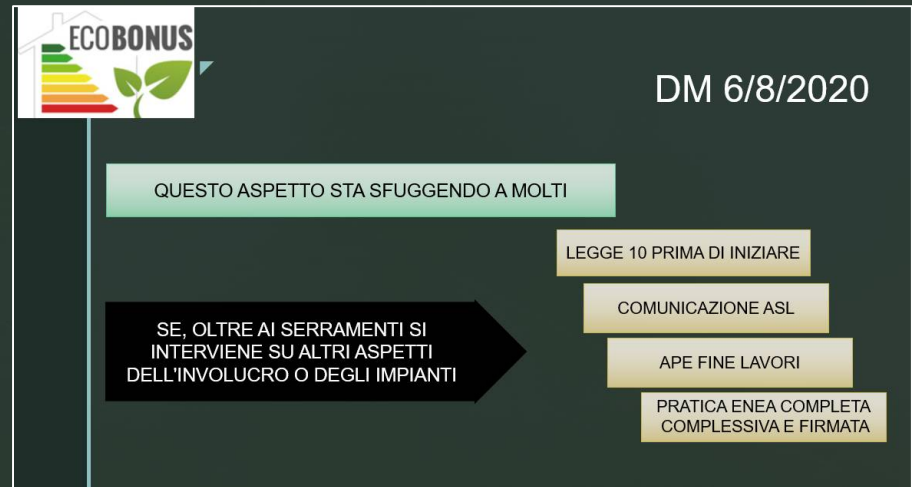 ECOBONUS
DM 6/8/2020
QUESTO ASPETTO STA SFUGGENDO A MOLTI
LEGGE 10 PRIMA DI INIZIARE
COMUNICAZIONE ASL
SE, OLTRE AI SERRAMENTI SI
INTERVIENE SU ALTRI ASPETTI
DELL'INVOLUCRO O DEGLI IMPIANTI
APE FINE LAVORI
PRATICA ENEA COMPLETA
COMPLESSIVA E FIRMATA